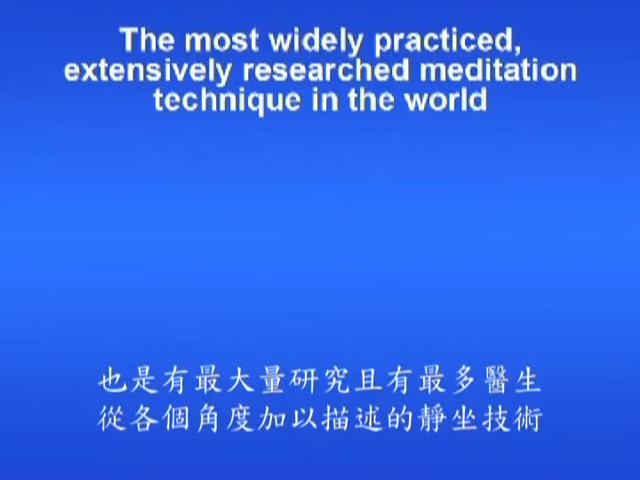 The most widely practiced,
extensively researched meditation
technique in the world
也是有最大量研究且有最多醫生
從各個角度加以描述的靜坐技術